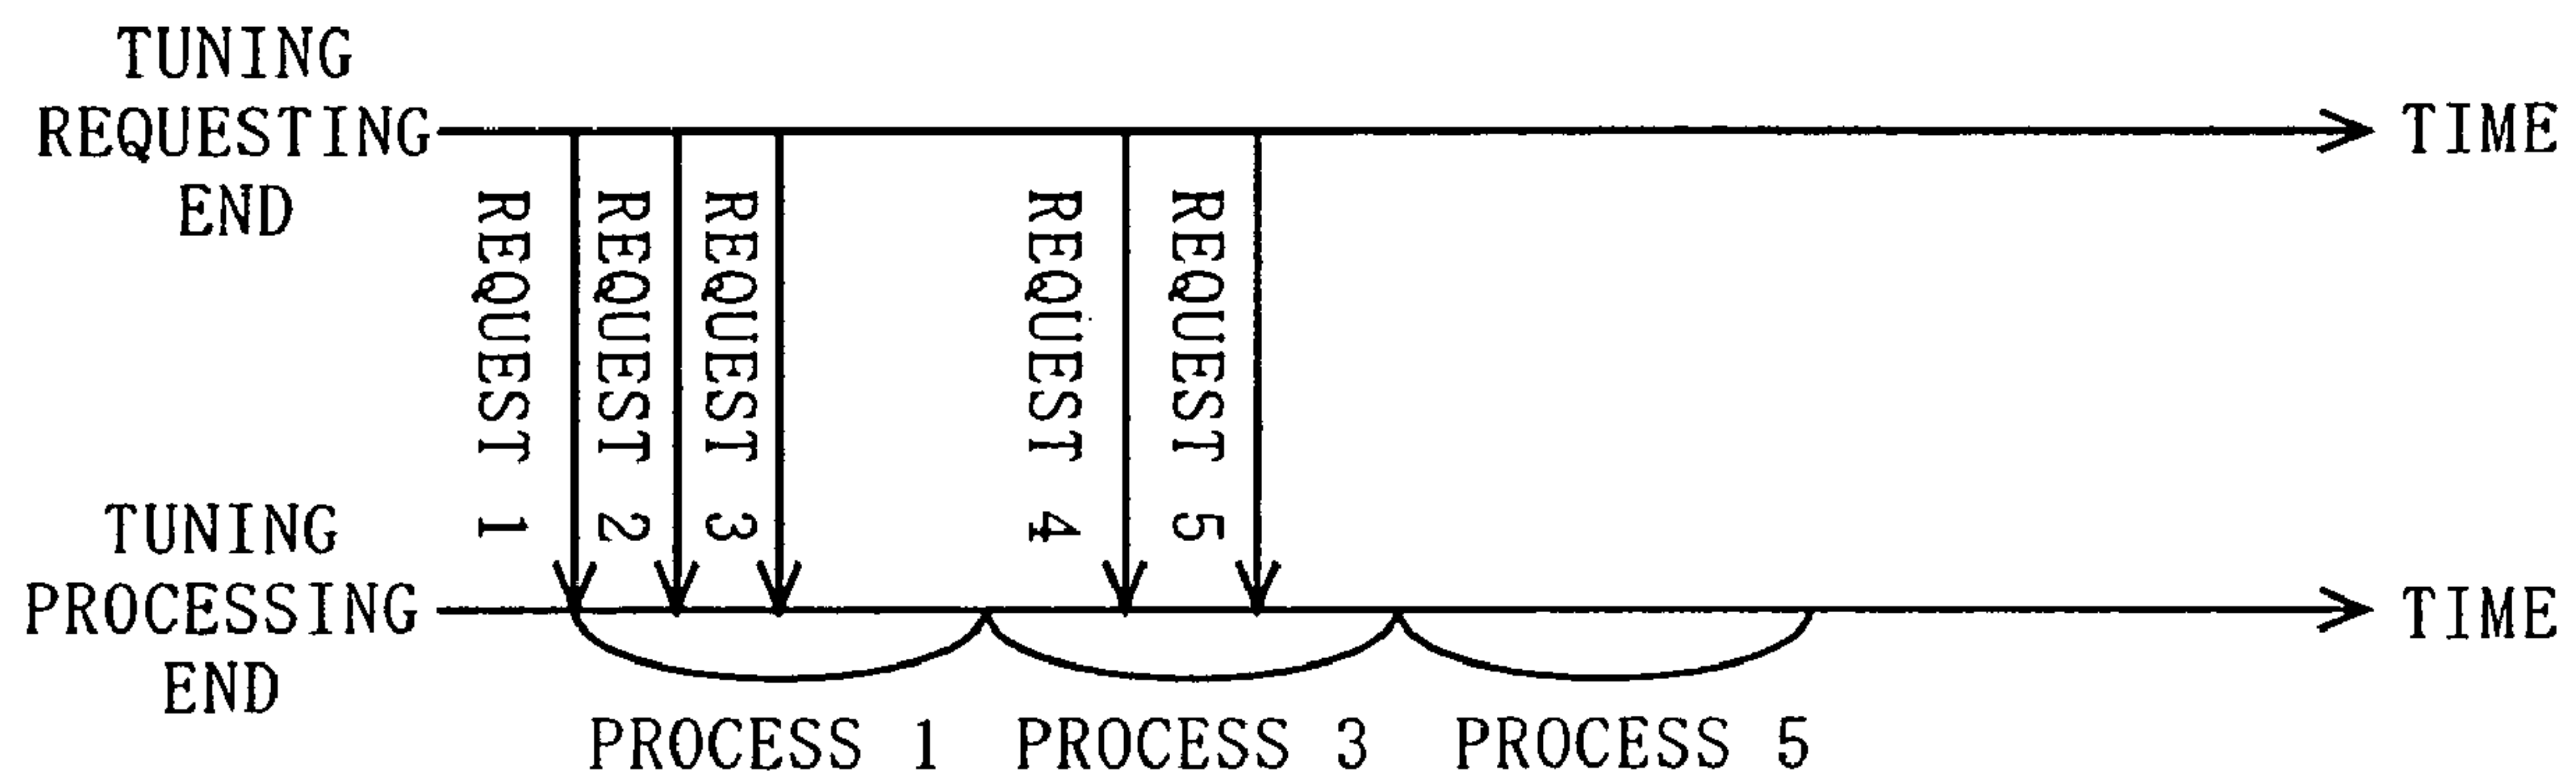 TUNING
REQUESTING
END
TIME
REQUEST 1
REQUEST 2
REQUEST 3
REQUEST 4
REQUEST 5
TUNING
PROCESSING
END
TIME
PROCESS 1
PROCESS 3
PROCESS 5